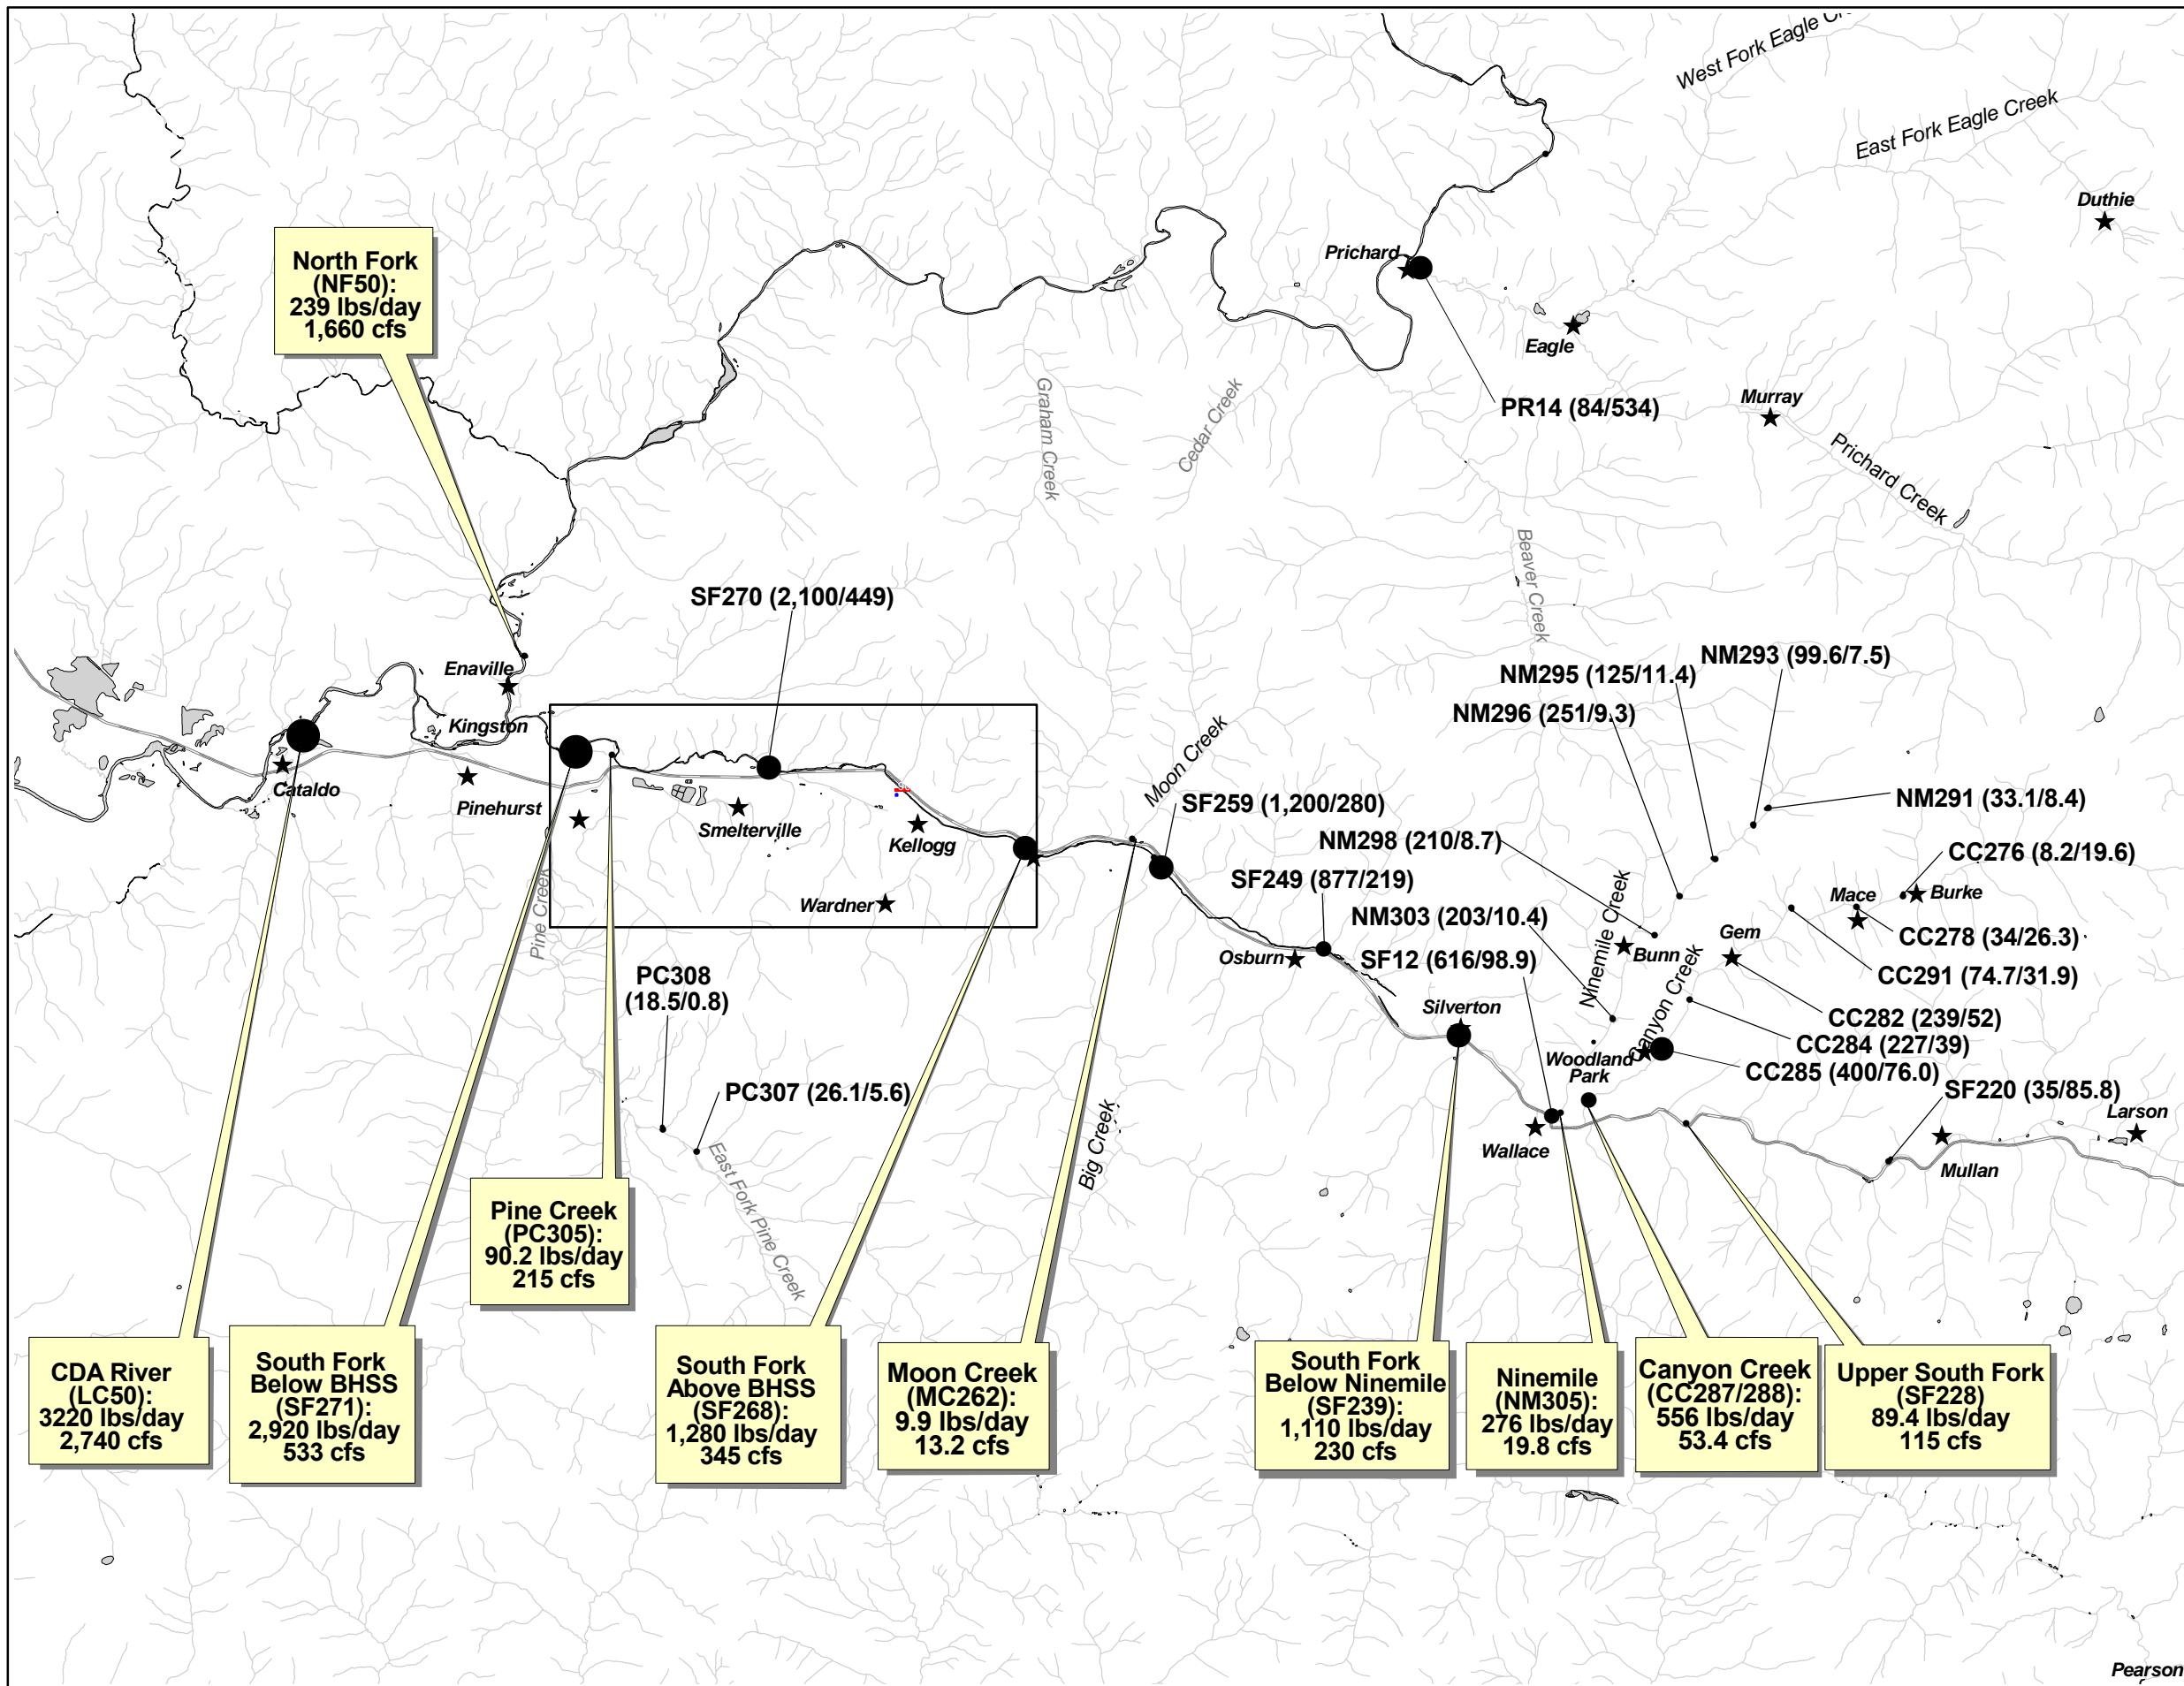 West Fork Eagle
East Fork Eagle Creek
Duthie
North Fork
(NF50):
239 lbs/day
1,660 cfs
Prichard
Eagle
PR14 (84/534)
Murray
Prichard Creek
Graham Creek
Cedar Creek
Beaver Creek
SF270 (2,100/449)
Enaville
Kingston
Cataldo
Pinehurst
Smelterville
Kellogg
Wardner
Pine Creek
Moon Creek
SF259 (1,200/280)
NM293 (99.6/7.5)
NM295 (125/11.4)
NM296 (251/9.3)
NM291 (33.1/8.4)
NM298 (210/8.7)
CC276 (8.2/19.6)
SF249 (877/219)
Mace
Burke
NM303 (203/10.4)
Ninemile Creek
Gem
CC278 (34/26.3)
Osburn
SF12 (616/98.9)
Bunn
CC291 (74.7/31.9)
PC308
(18.5/0.8)
Silverton
Canyon Creek
CC282 (239/52)
CC284 (227/39)
Woodland
Park
CC285 (400/76.0)
PC307 (26.1/5.6)
SF220 (35/85.8)
Larson
Big Creek
Wallace
Mullan
East Fork Pine Creek
Pine Creek
(PC305):
90.2 lbs/day
215 cfs
CDA River
(LC50):
3220 lbs/day
2,740 cfs
South Fork
Below BHSS
(SF271):
2,920 lbs/day
533 cfs
South Fork
Above BHSS
(SF268):
1,280 lbs/day
345 cfs
Moon Creek
(MC262):
9.9 lbs/day
13.2 cfs
South Fork
Below Ninemile
(SF239):
1,110 lbs/day
230 cfs
Ninemile
(NM305):
276 lbs/day
19.8 cfs
Canyon Creek
(CC287/288):
556 lbs/day
53.4 cfs
Upper South Fork
(SF228)
89.4 lbs/day
115 cfs
Pearson